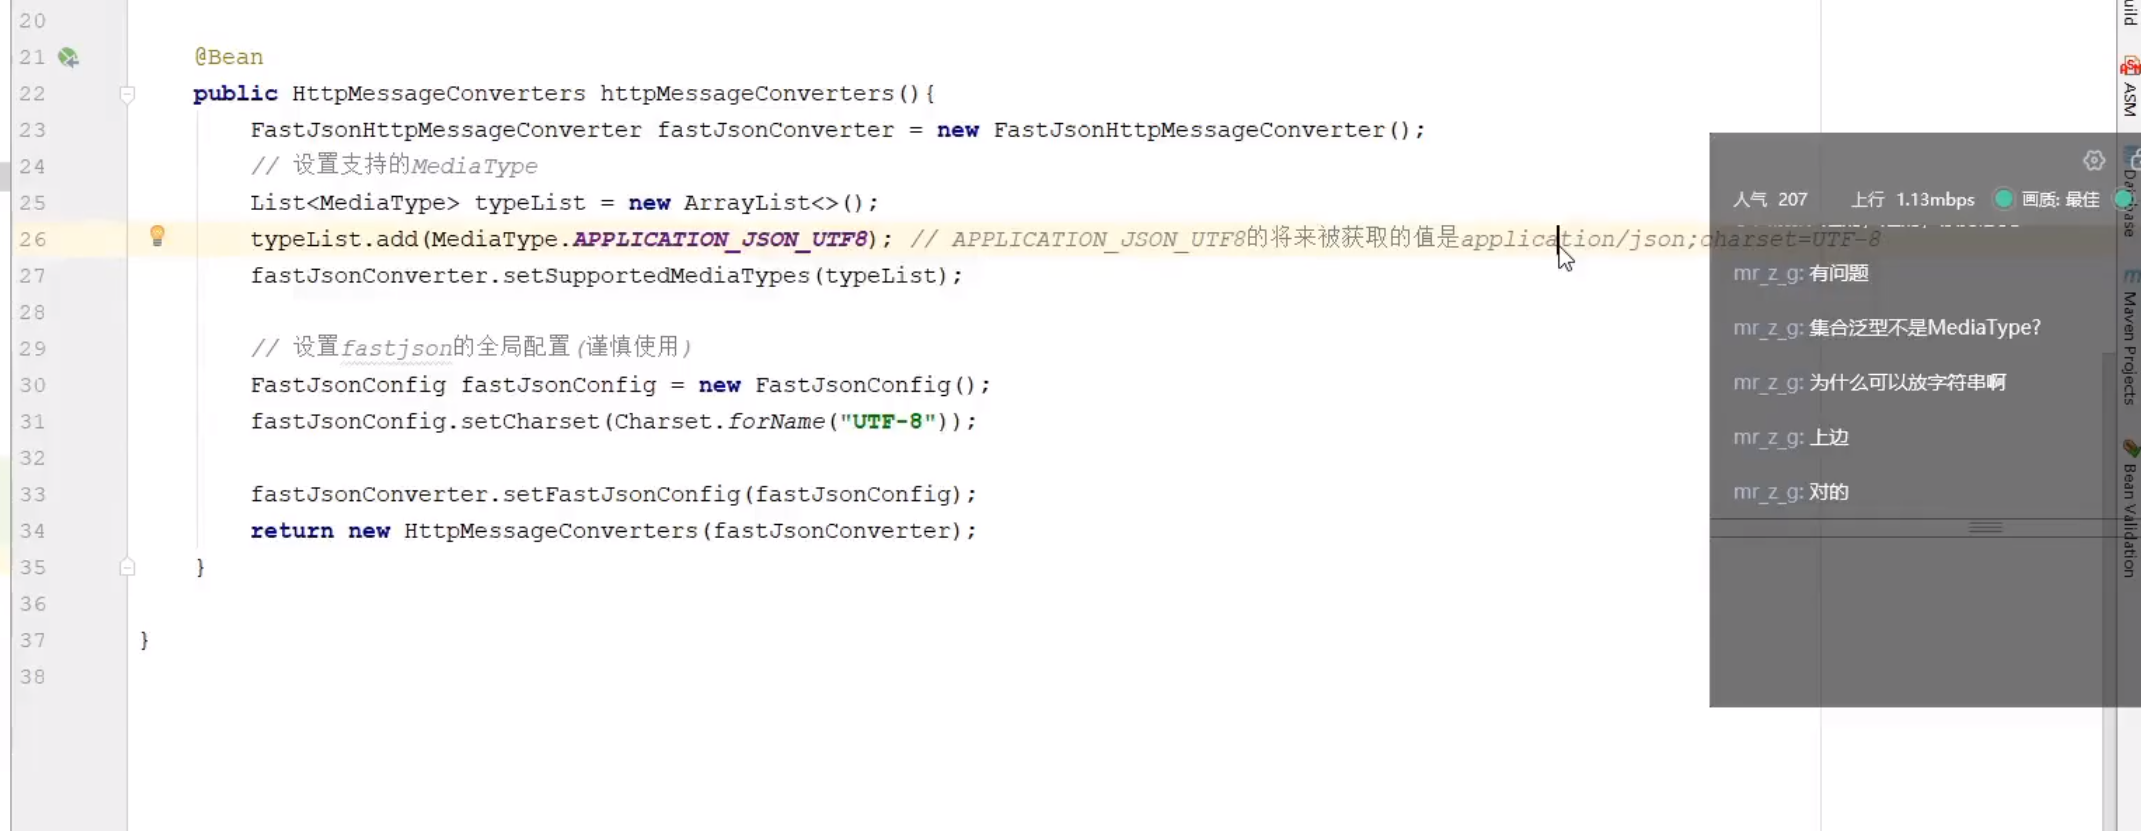 20
21 @Bean
22 public HttpMessageConverters httpMessageConverters(){
23 FastJsonHttpMessageConverter fastJsonConverter = new FastJsonHttpMessageConverter();
24 // 设置支持的MediaType
25 List<MediaType> typeList = new ArrayList<>();
26 typeList.add(MediaType.APPLICATION_JSON_UTF8); // APPLICATION_JSON_UTF8的将来被获取的值是application/json;charset=UTF-8
27 fastJsonConverter.setSupportedMediaTypes(typeList);
28
29 // 设置fastjson的全局配置(谨慎使用)
30 FastJsonConfig fastJsonConfig = new FastJsonConfig();
31 fastJsonConfig.setCharset(Charset.forName("UTF-8"));
32
33 fastJsonConverter.setFastJsonConfig(fastJsonConfig);
34 return new HttpMessageConverters(fastJsonConverter);
35 }
36
37 }
38
人气 207 上行 1.13mbps 画质: 最佳
mr_z_g: 有问题
mr_z_g: 集合泛型不是MediaType?
mr_z_g: 为什么可以放字符串啊
mr_z_g: 上边
mr_z_g: 对的
ASM
Database
Maven Projects
Bean Validation